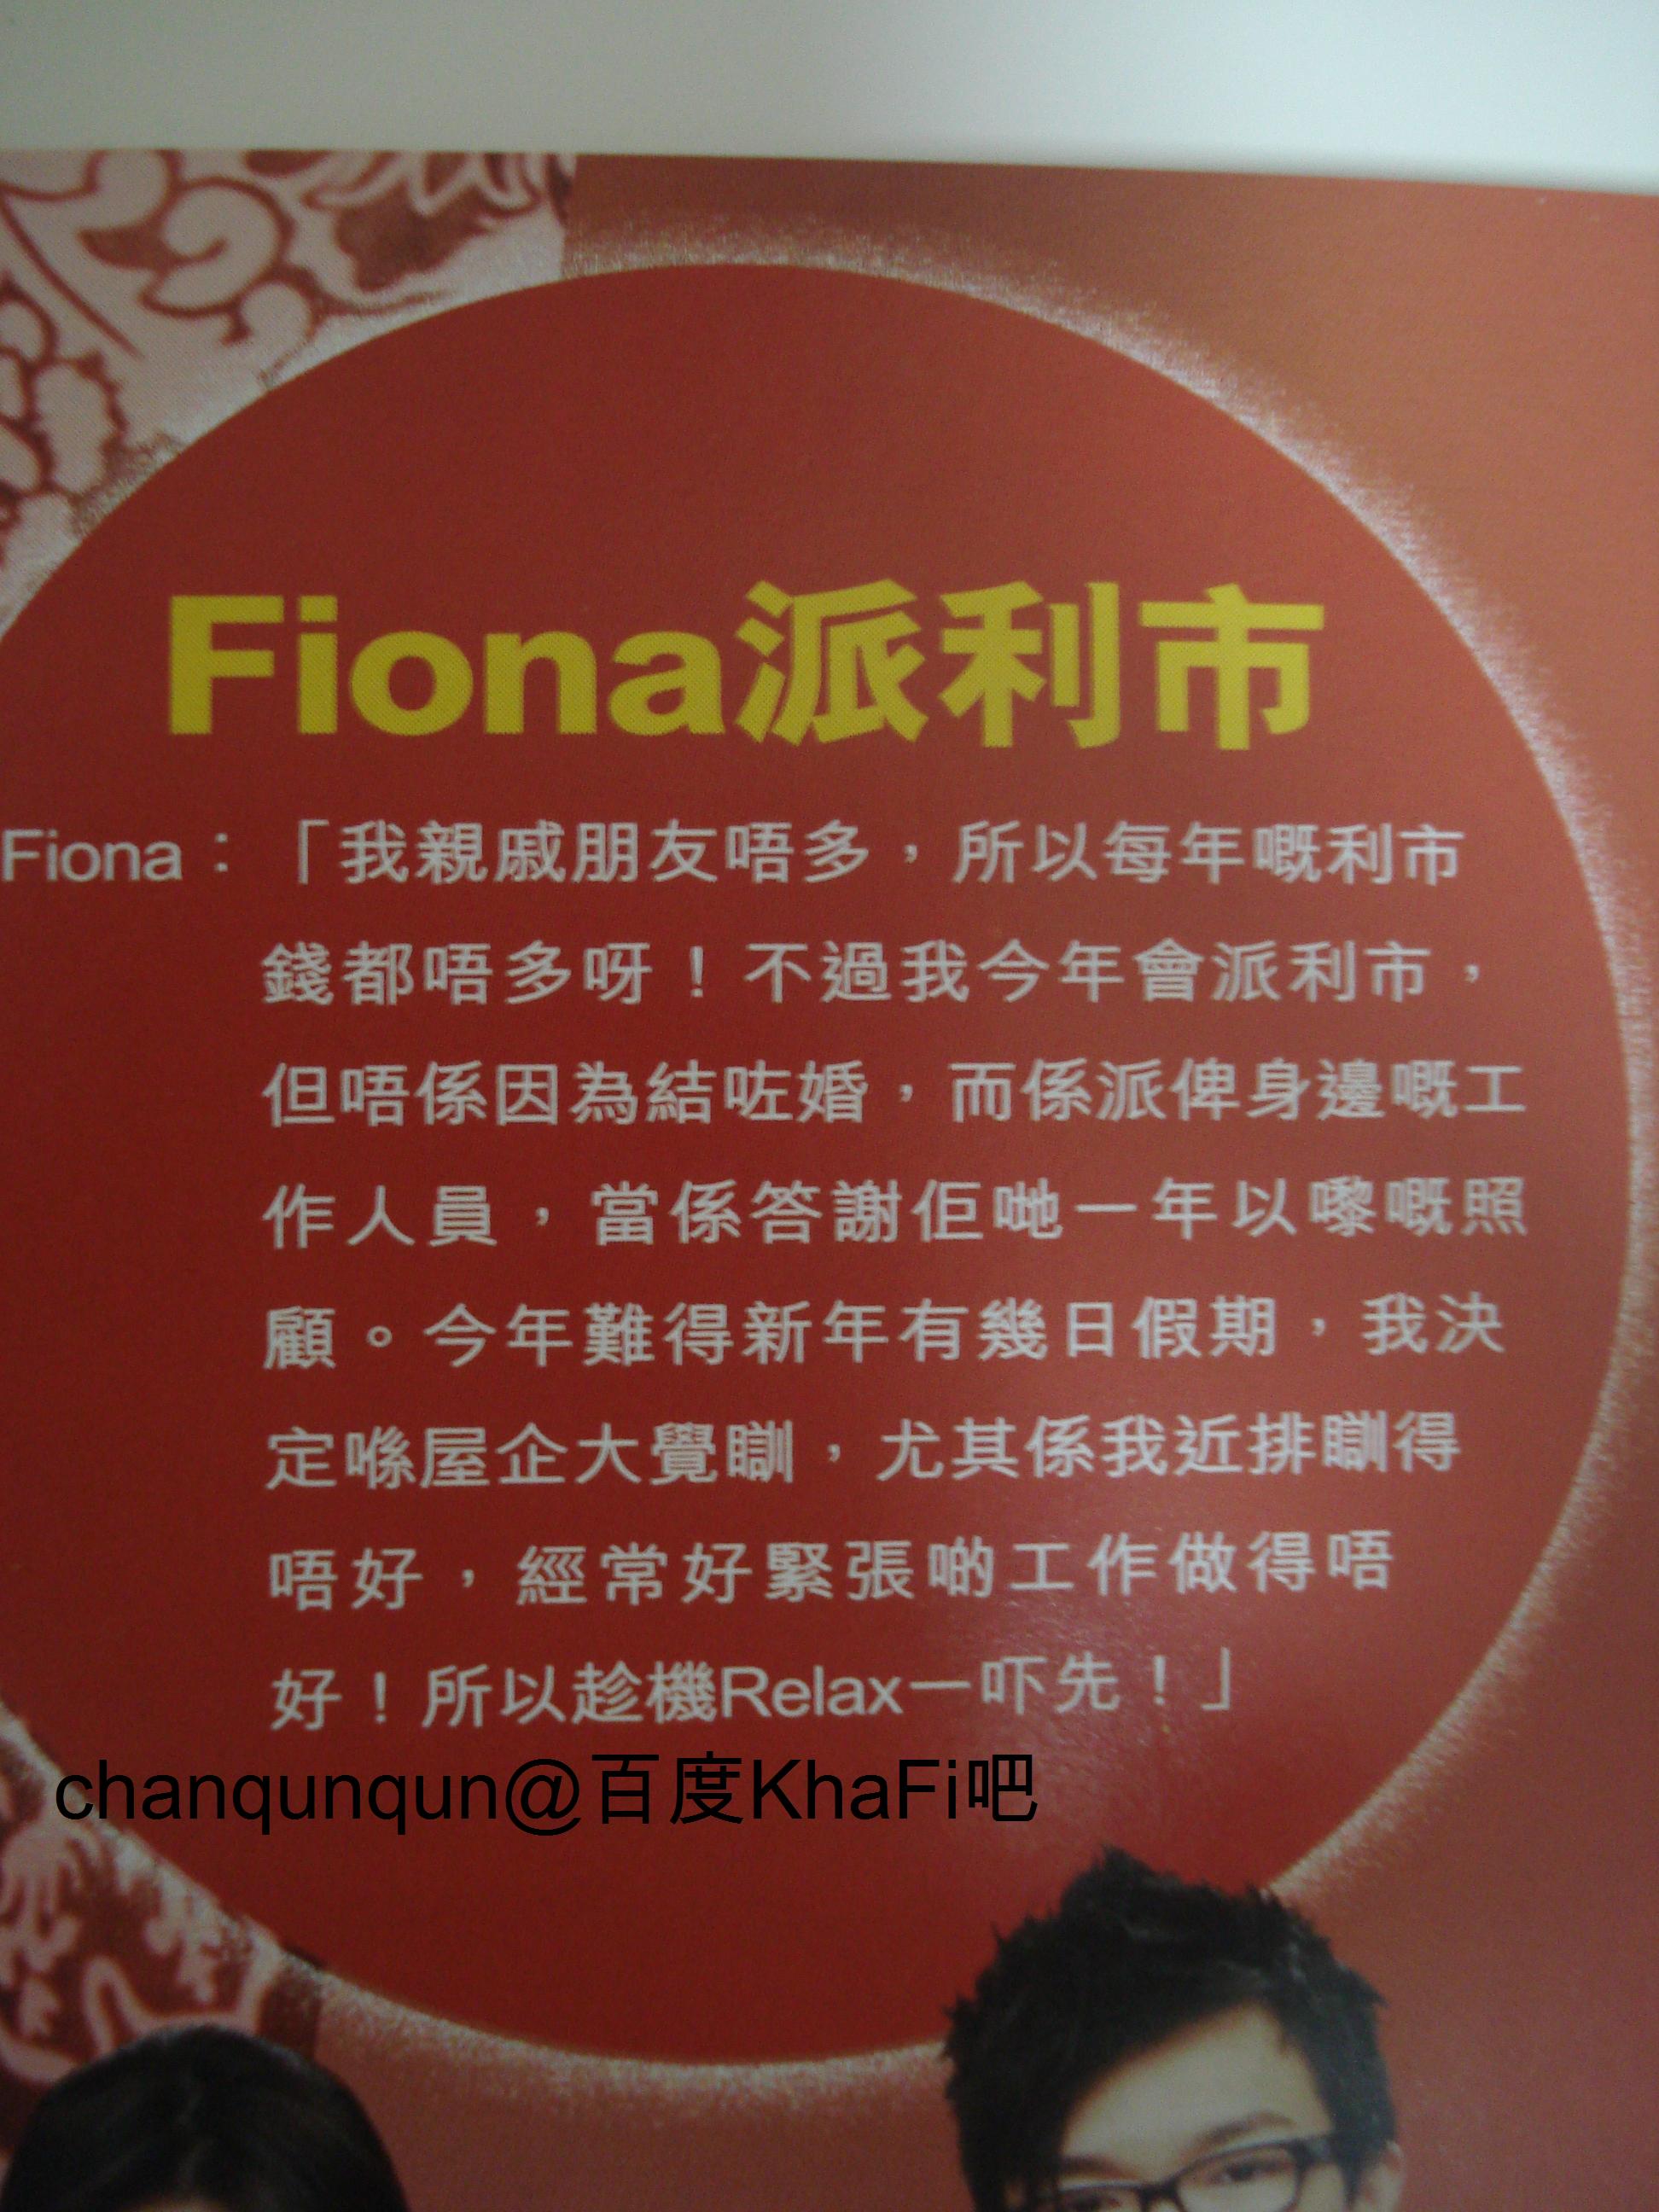 Fiona派利市
Fiona：「我親戚朋友唔多，所以每年嘅利市
錢都唔多呀！不過我今年會派利市，
但唔係因為結咗婚，而係派俾身邊嘅工
作人員，當係答謝佢哋一年以嚟嘅照
顧。今年難得新年有幾日假期，我決
定喺屋企大覺瞓，尤其係我近排瞓得
唔好，經常好緊張啲工作做得唔
好！所以趁機Relax一吓先！」
chanqunqun@百度KhaFi吧